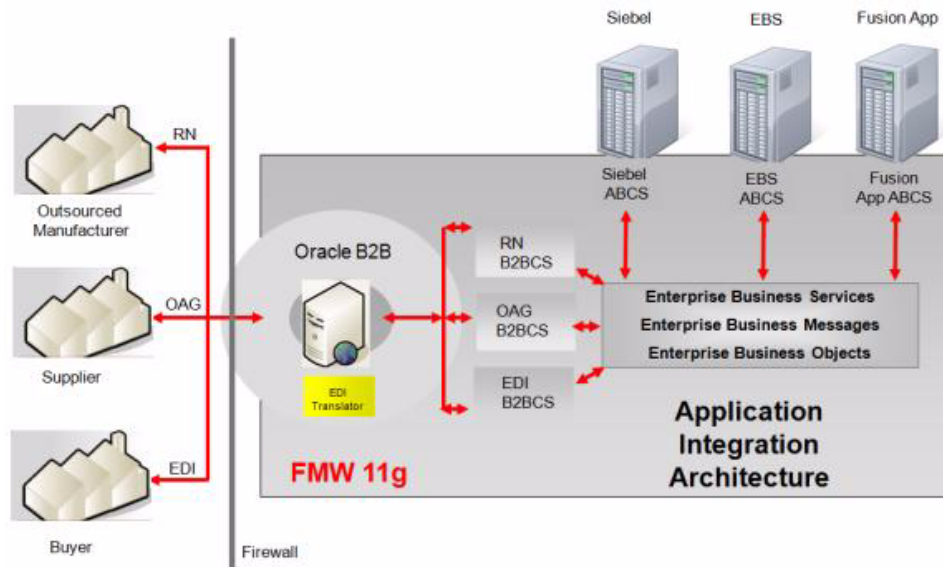 Siebel
EBS
Fusion App
RN
Outsourced
Manufacturer
OAG
Supplier
EDI
Buyer
Firewall
Oracle B2B
EDI
Translator
FMW 11g
RN
B2BCS
OAG
B2BCS
EDI
B2BCS
Siebel
ABCS
EBS
ABCS
Fusion
App ABCS
Enterprise Business Services
Enterprise Business Messages
Enterprise Business Objects
Application
Integration
Architecture